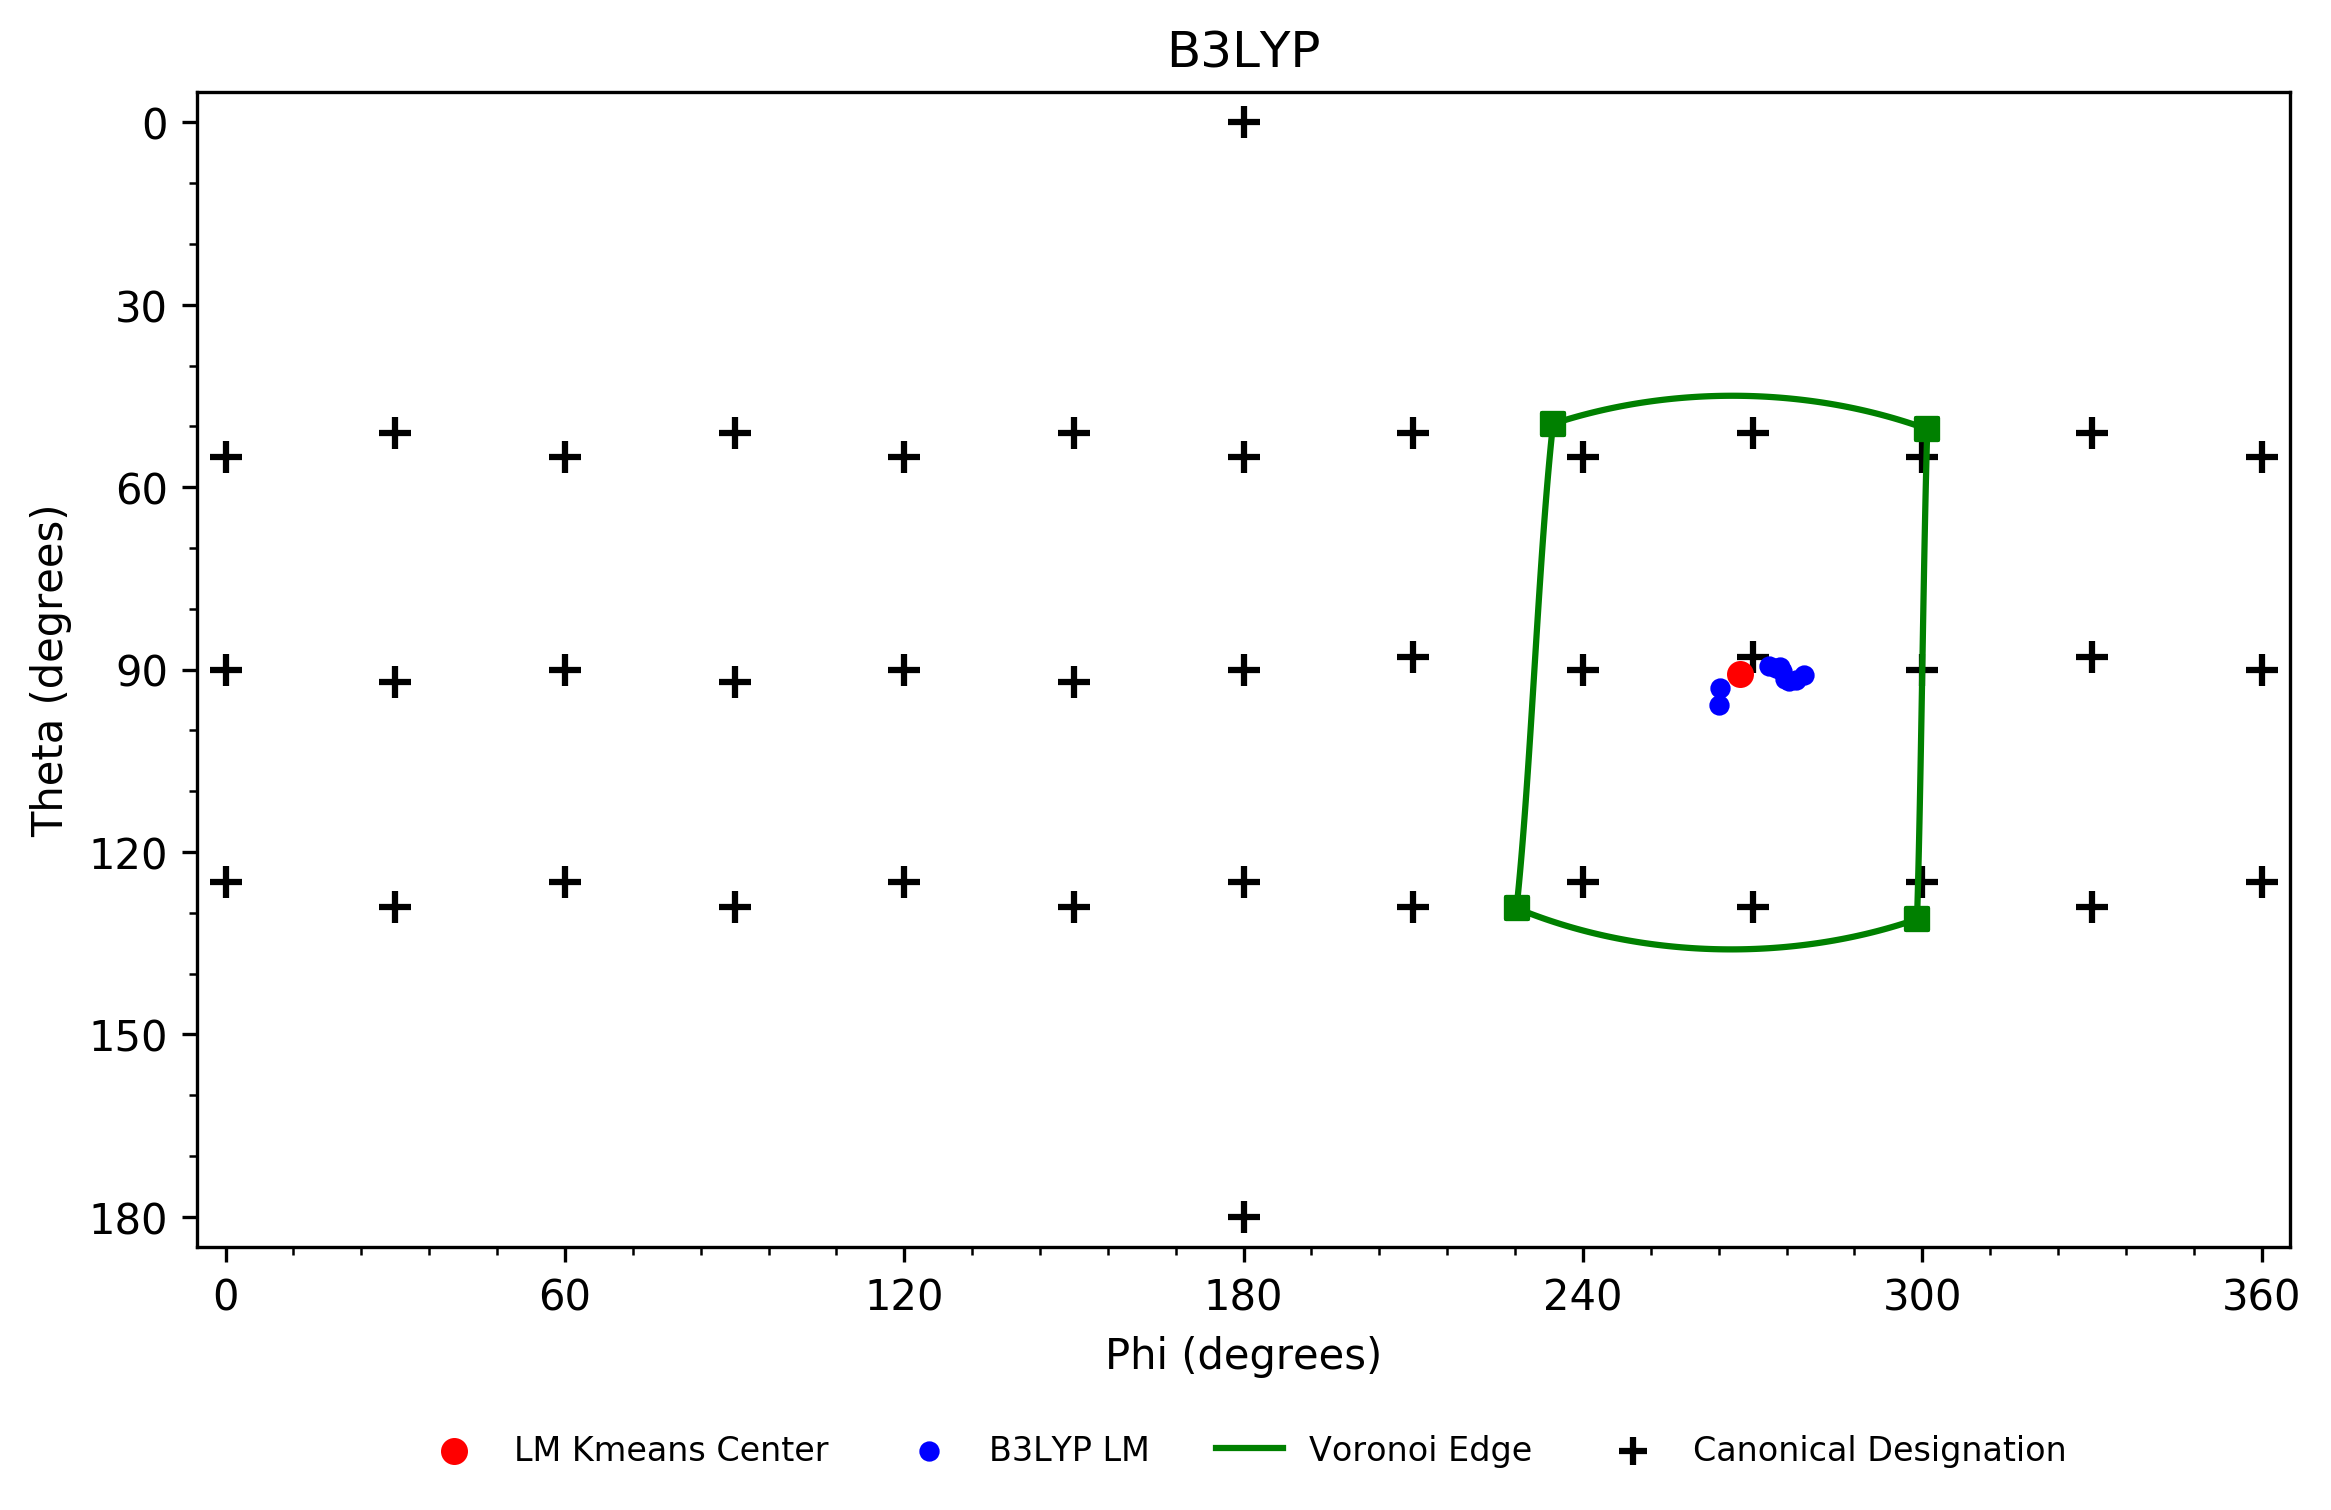 B3LYP
0
30
60
90
120
150
180
Theta (degrees)
0 60 120 180 240 300 360
Phi (degrees)
LM Kmeans Center B3LYP LM Voronoi Edge Canonical Designation